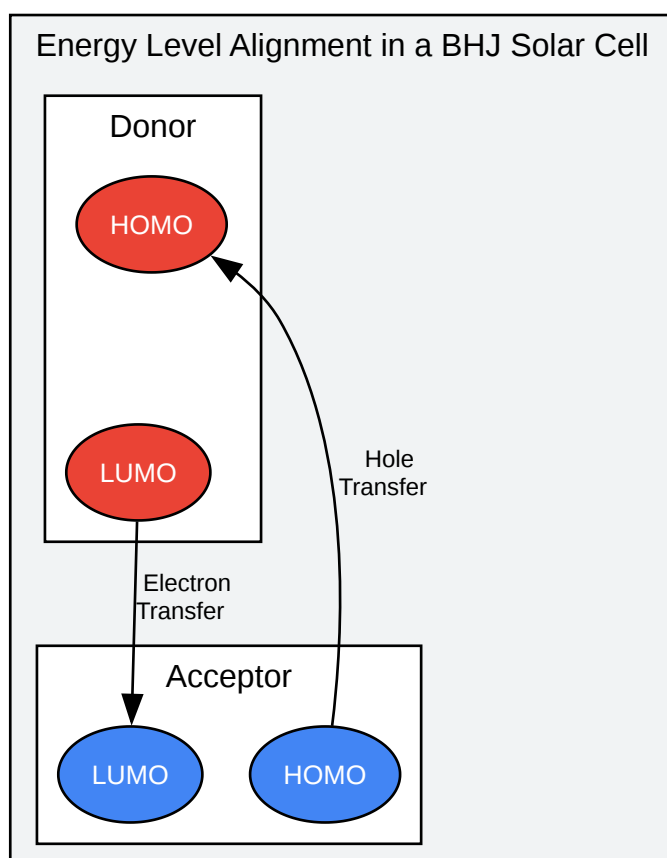 Energy Level Alignment in a BHJ Solar Cell
Donor
HOMO
LUMO
Hole
Transfer
Electron
Transfer
Acceptor
LUMO
HOMO